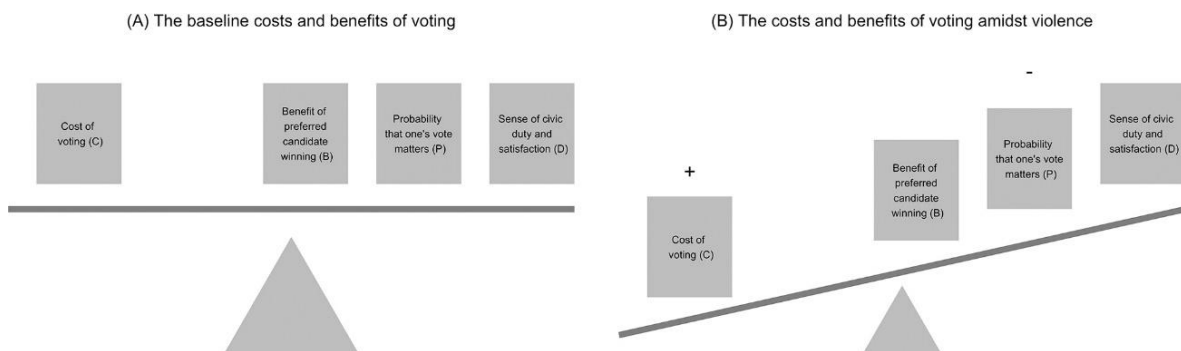 (A) The baseline costs and benefits of voting
Cost of
voting (C)
Benefit of
preferred
candidate
winning (B)
Probability
that one's vote
matters (P)
Sense of civic
duty and
satisfaction (D)
(B) The costs and benefits of voting amidst violence
+
Cost of
voting (C)
Benefit of
preferred
candidate
winning (B)
-
Probability
that one's vote
matters (P)
Sense of civic
duty and
satisfaction (D)